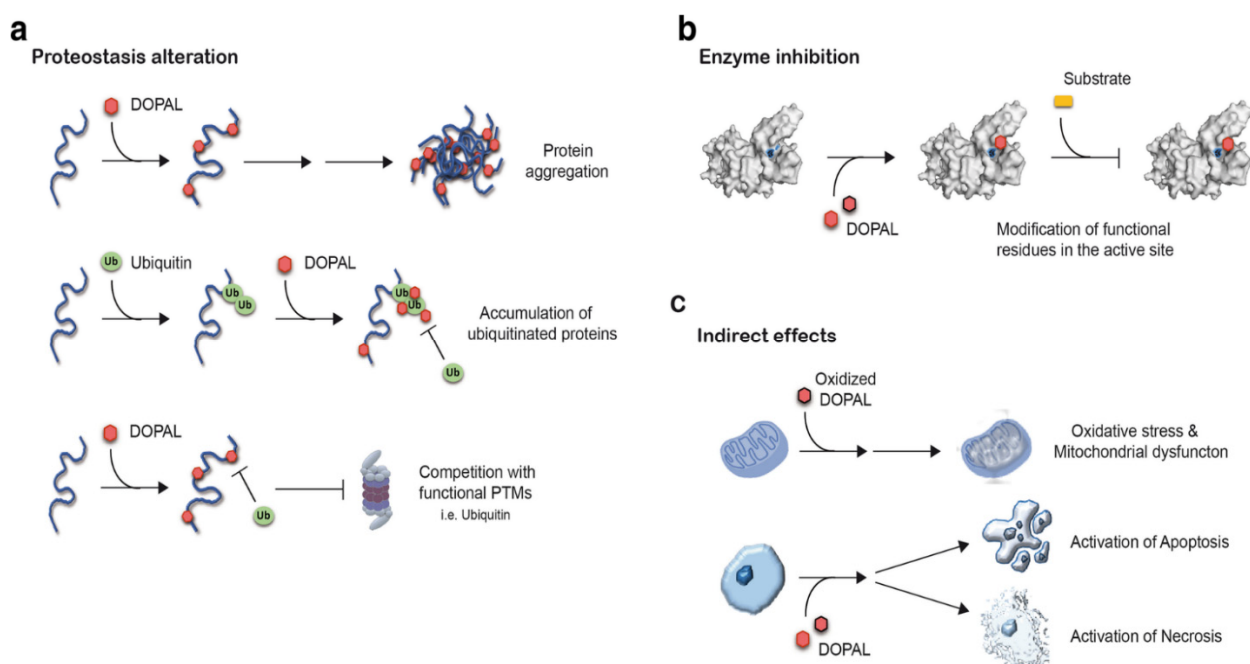 a
Proteostasis alteration
DOPAL
Protein
aggregation
Ub Ubiquitin
DOPAL
Ub
Ub
Ub
Ub
Accumulation of
ubiquitinated proteins
Ub
DOPAL
Ub
Competition with
functional PTMs
i.e. Ubiquitin
b
Enzyme inhibition
Substrate
DOPAL
Modification of functional
residues in the active site
c
Indirect effects
Oxidized
DOPAL
Oxidative stress &
Mitochondrial dysfuncton
Activation of Apoptosis
DOPAL
Activation of Necrosis